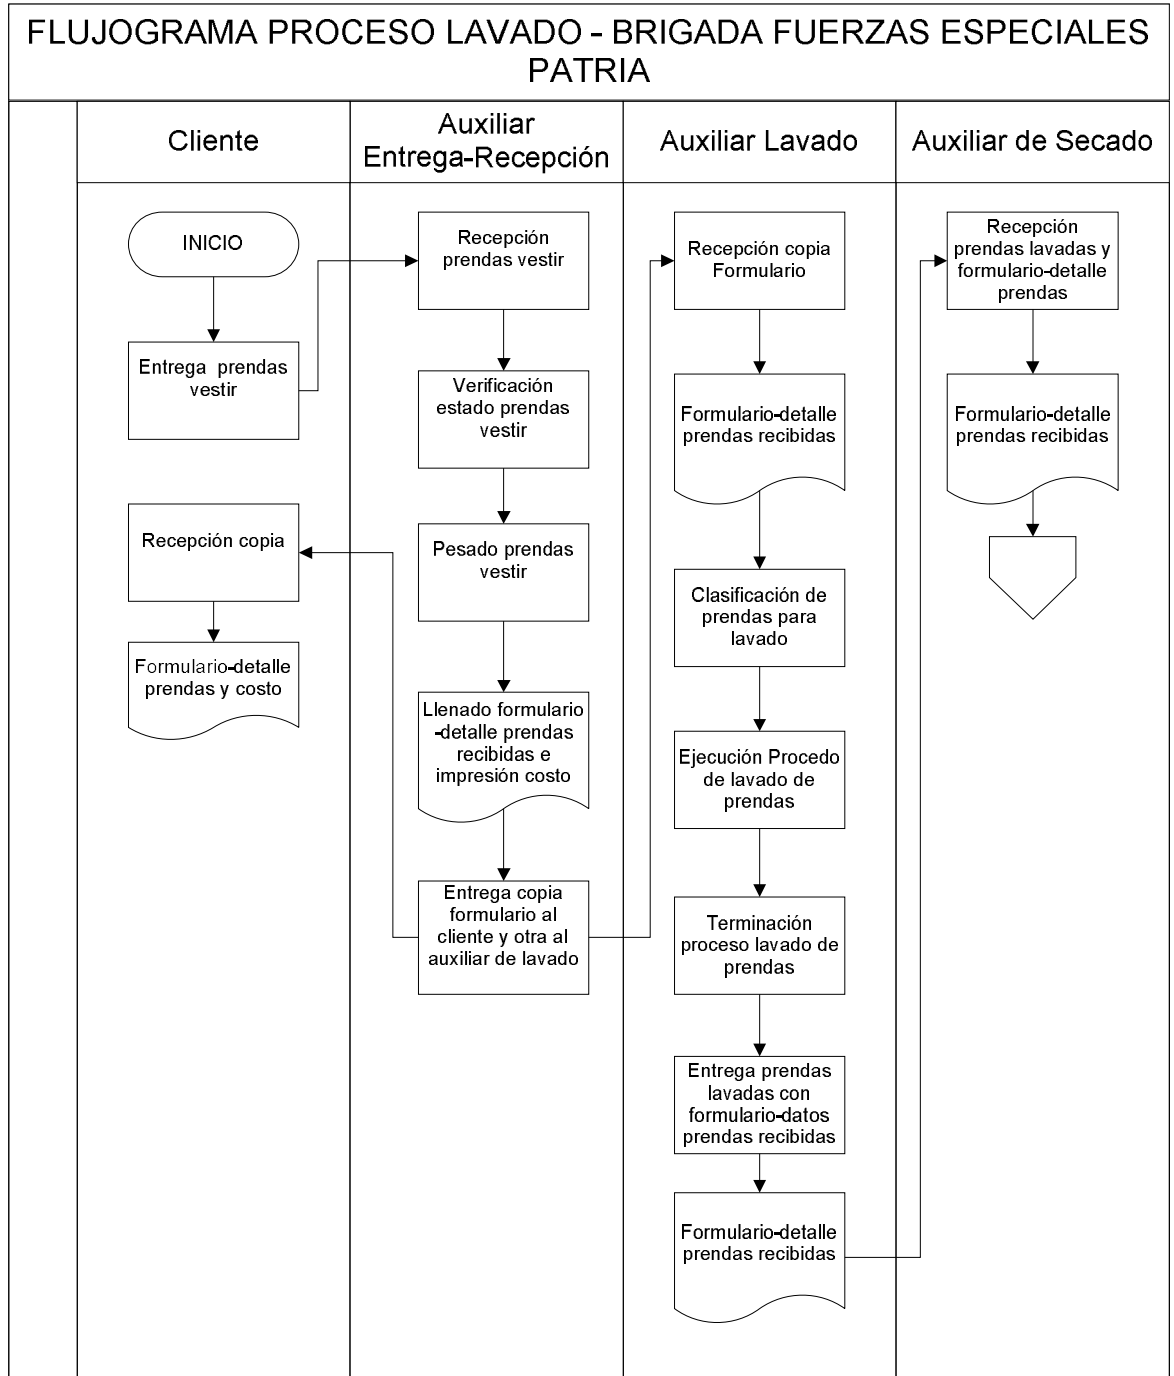 FLUJOGRAMA PROCESO LAVADO - BRIGADA FUERZAS ESPECIALES
PATRIA
Cliente
Auxiliar
Entrega-Recepción
Auxiliar Lavado
Auxiliar de Secado
INICIO
Entrega prendas
vestir
Recepción copia
Formulario-detalle
prendas y costo
Recepción
prendas vestir
Verificación
estado prendas
vestir
Pesado prendas
vestir
Llenado formulario
-detalle prendas
recibidas e
impresión costo
Entrega copia
formulario al
cliente y otra al
auxiliar de lavado
Recepción copia
Formulario
Formulario-detalle
prendas recibidas
Clasificación de
prendas para
lavado
Ejecución Procedo
de lavado de
prendas
Terminación
proceso lavado de
prendas
Entrega prendas
lavadas con
formulario-datos
prendas recibidas
Formulario-detalle
prendas recibidas
Recepción
prendas lavadas y
formulario-detalle
prendas
Formulario-detalle
prendas recibidas